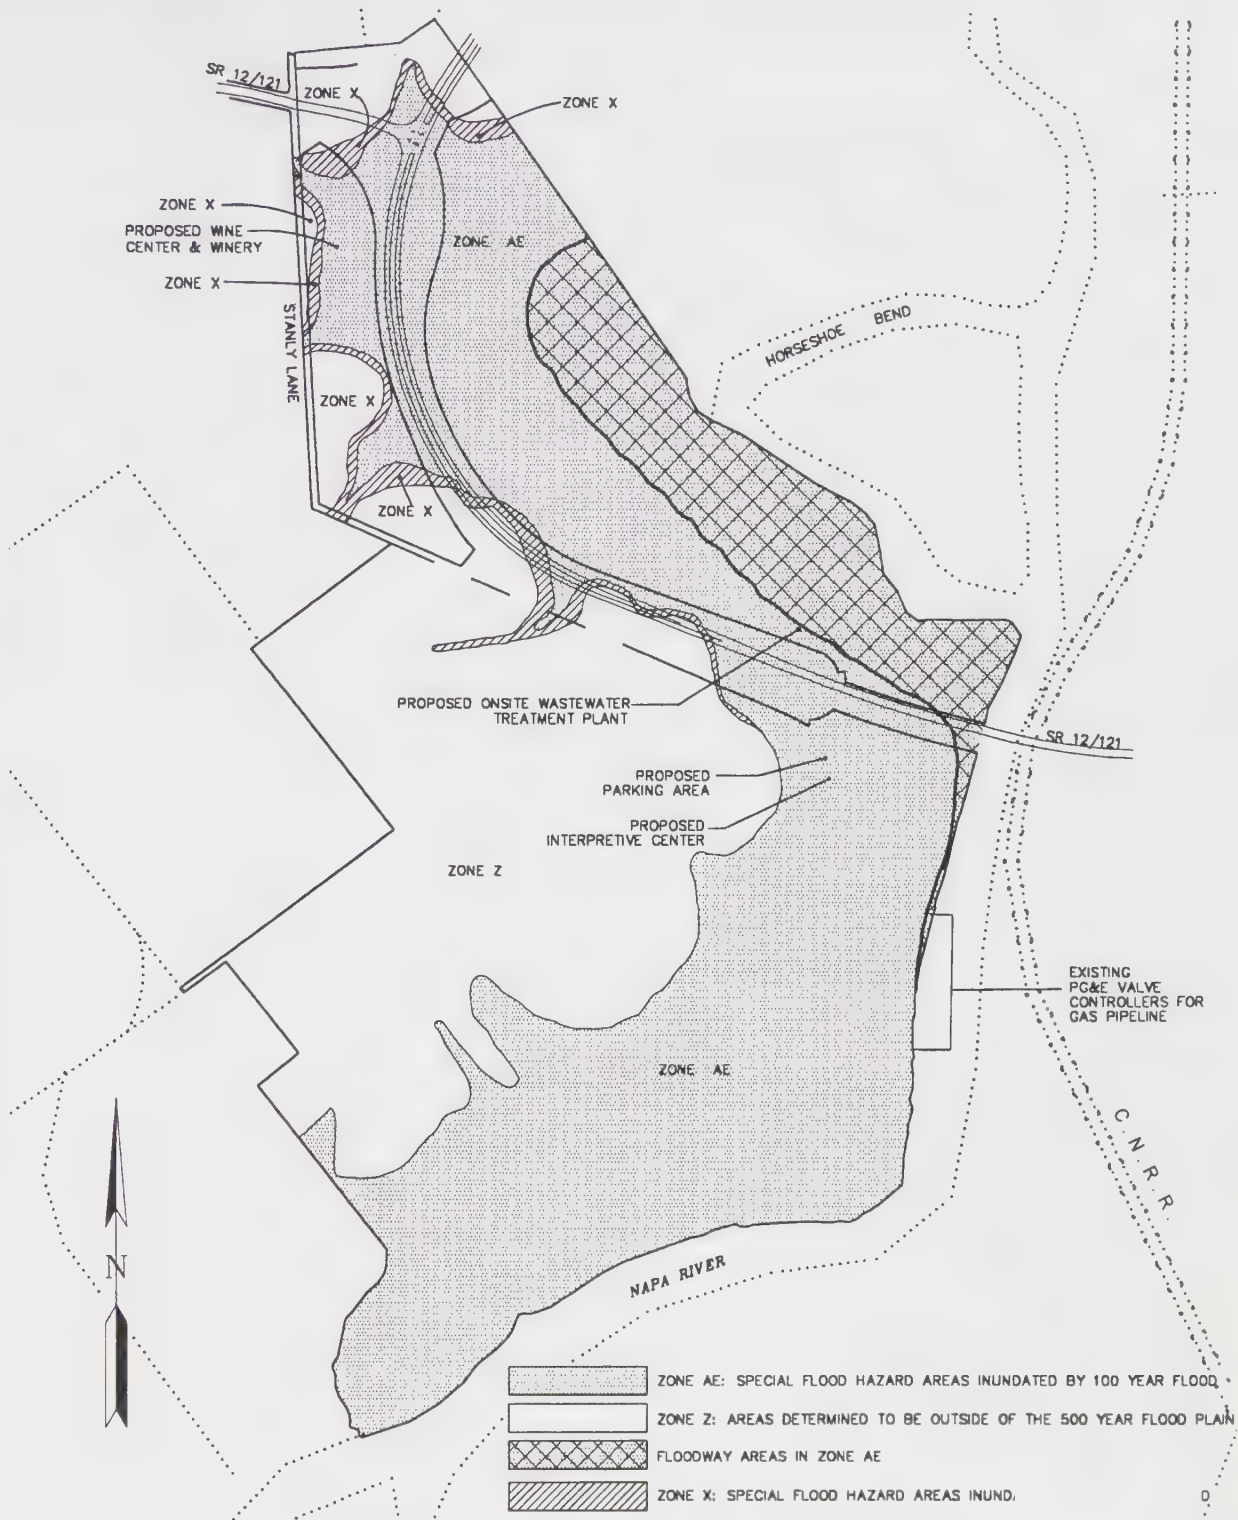 SR 12/121
ZONE X
ZONE X
ZONE X
PROPOSED WINE
CENTER & WINERY
ZONE AE
ZONE X
STANLY LANE
HORSESHOE BEND
ZONE X
ZONE X
PROPOSED ONSITE WASTEWATER
TREATMENT PLANT
SR 12/121
PROPOSED
PARKING AREA
PROPOSED
INTERPRETIVE CENTER
ZONE Z
EXISTING
PG&E VALVE
CONTROLLERS FOR
GAS PIPELINE
ZONE AE
C. N. R. R.
N
NAPA RIVER
ZONE AE: SPECIAL FLOOD HAZARD AREAS INUNDATED BY 100 YEAR FLOOD
ZONE Z: AREAS DETERMINED TO BE OUTSIDE OF THE 500 YEAR FLOOD PLAIN
FLOODWAY AREAS IN ZONE AE
ZONE X: SPECIAL FLOOD HAZARD AREAS